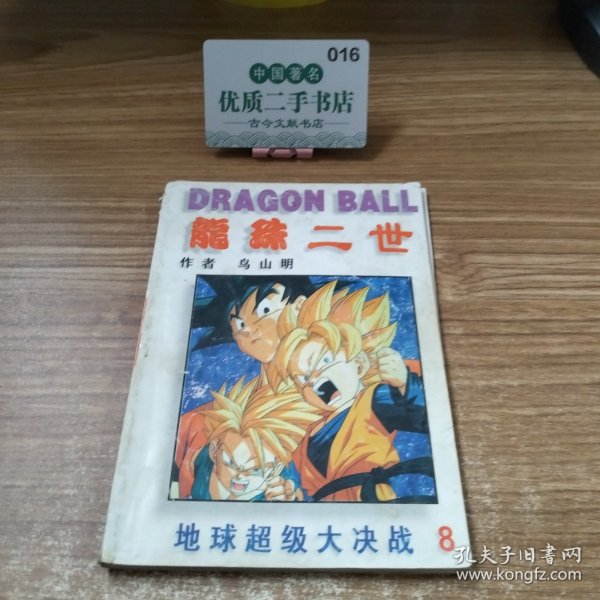 016
中国著名
优质二手书店
古今文献书店
DRAGON BALL
龍珠二世
作者 鸟山明
地球超级大决战 8
孔夫子旧书网
www.kongfz.com